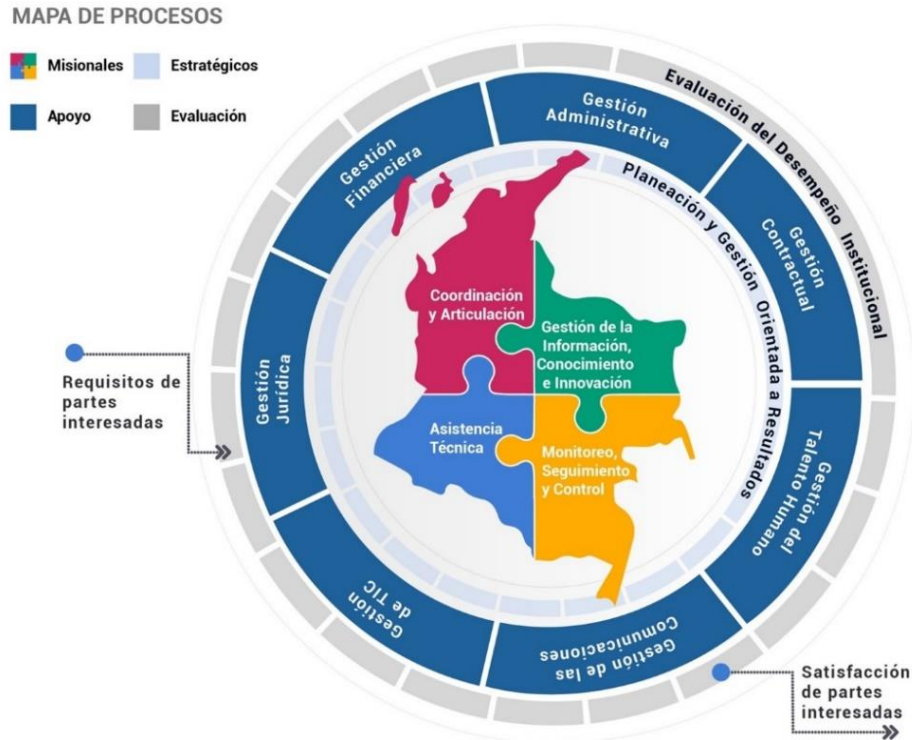 MAPA DE PROCESOS
Misionales
Estratégicos
Apoyo
Evaluación
Evaluación del Desempeño Institucional
Gestión
Administrativa
Gestión
Financiera
Planeación y Gestión Orientada a Resultados
Gestión
Contractual
Coordinación
y Articulación
Gestión de la
Información,
Conocimiento
e Innovación
Requisitos de
partes
interesadas
Gestión
Jurídica
Asistencia
Técnica
Monitoreo,
Seguimiento
y Control
Gestión del
Talento Humano
Gestión
de TIC
Gestión de las
Comunicaciones
Satisfacción
de partes
interesadas